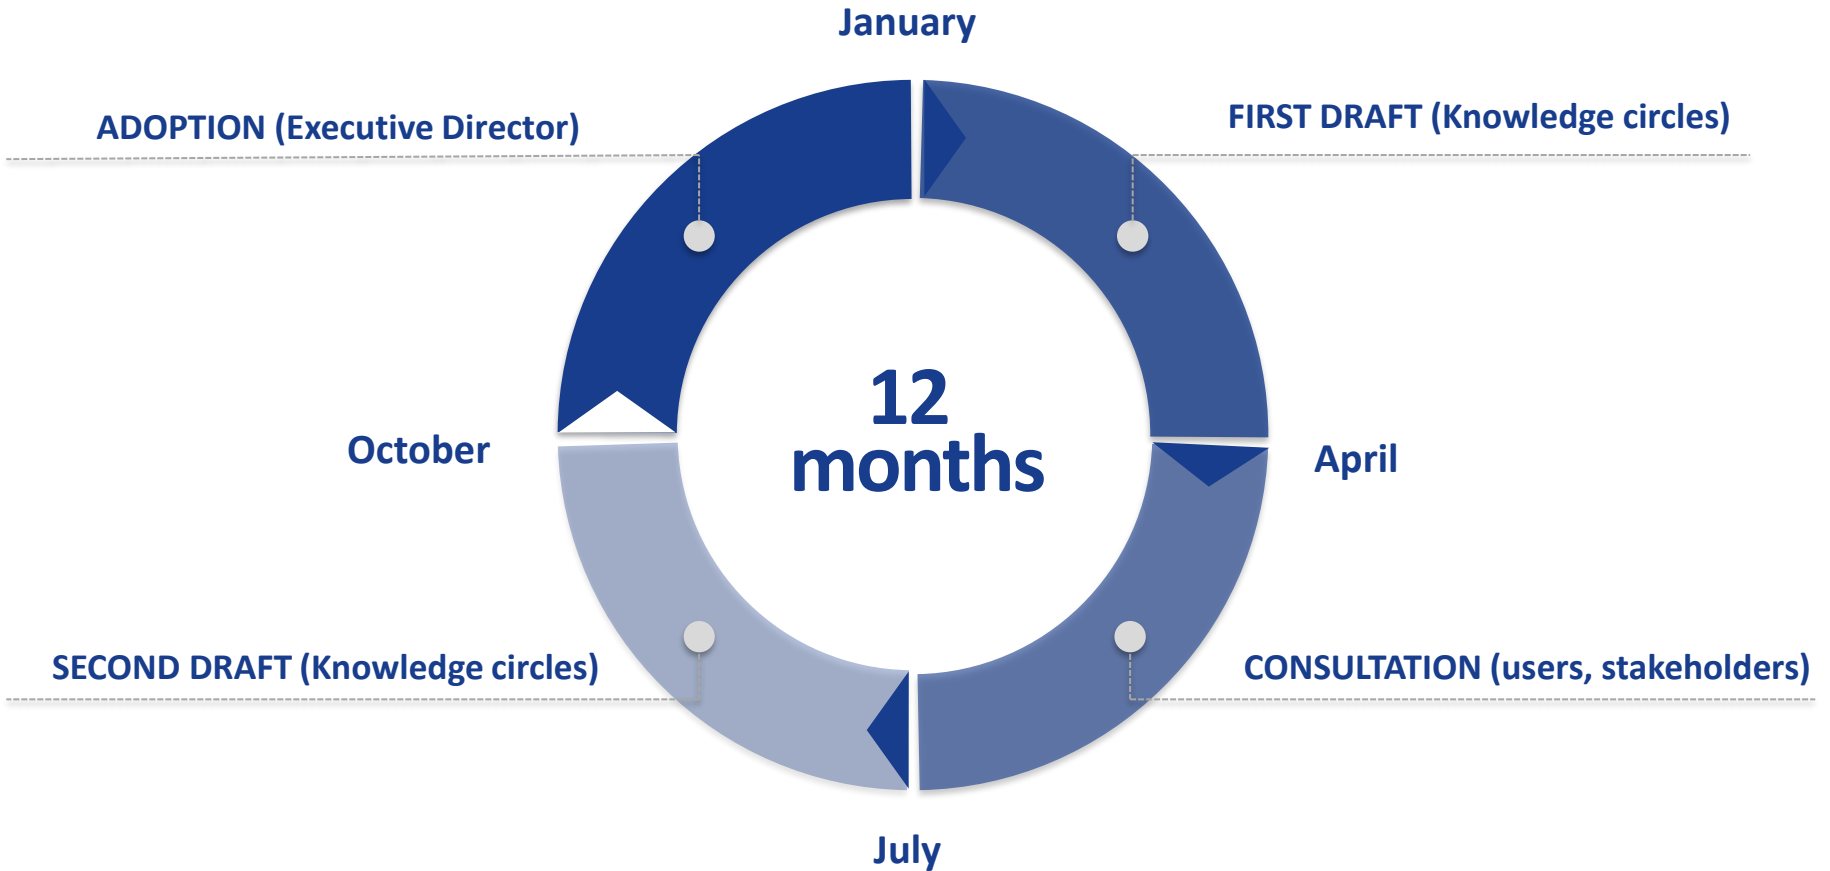 January
ADOPTION (Executive Director)
FIRST DRAFT (Knowledge circles)
12
months
October
April
SECOND DRAFT (Knowledge circles)
CONSULTATION (users, stakeholders)
July